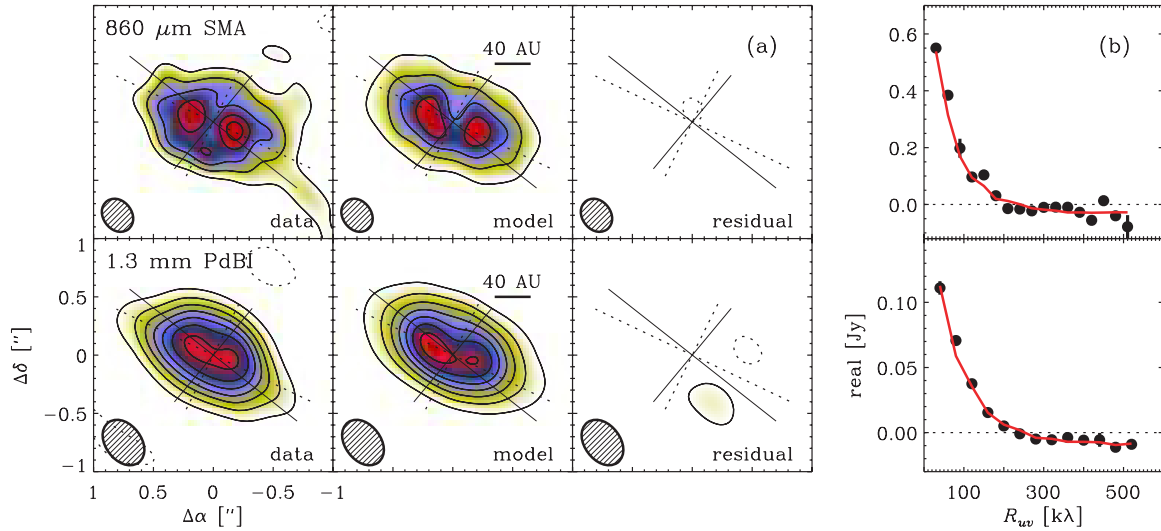 860 μm SMA
40 AU
(a)
data
model
residual
1.3 mm PdBI
40 AU
data
model
residual
1
0.5
0
−0.5
−1
Δδ ["]
1
0.5
0
−0.5
−1
Δα ["]
(b)
0.6
0.4
0.2
0.0
0.10
0.05
0.00
real [Jy]
100
300
500
R_uv [kλ]